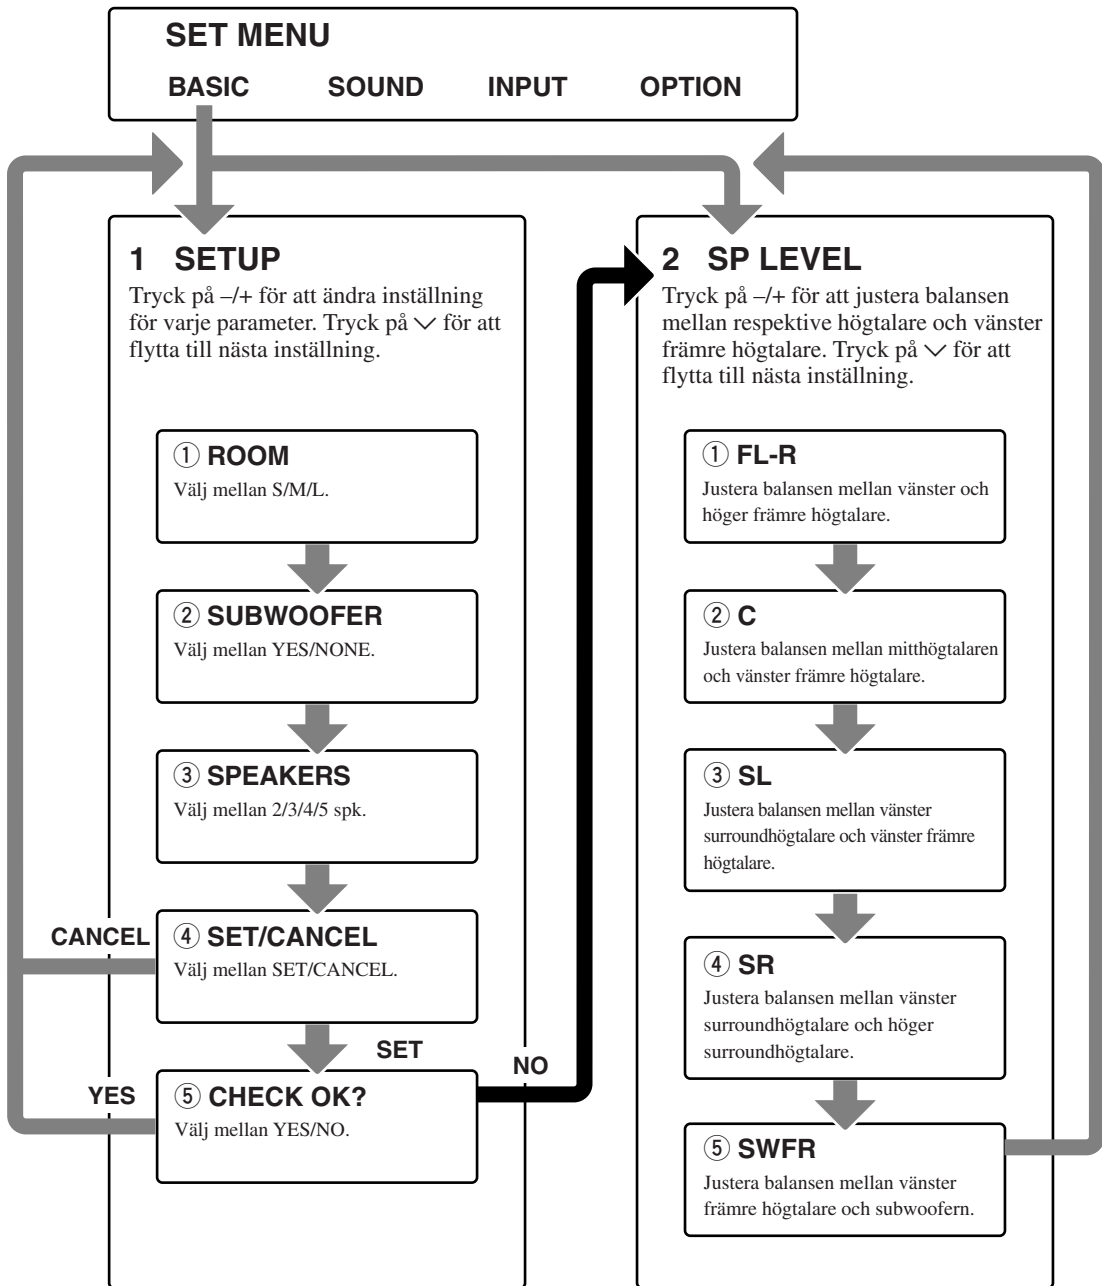 SET MENU
BASIC SOUND INPUT OPTION
1 SETUP
Tryck på –/+ för att ändra inställning
för varje parameter. Tryck på ∨ för att
flytta till nästa inställning.
① ROOM
Välj mellan S/M/L.
② SUBWOOFER
Välj mellan YES/NONE.
③ SPEAKERS
Välj mellan 2/3/4/5 spk.
CANCEL
④ SET/CANCEL
Välj mellan SET/CANCEL.
SET
NO
YES
⑤ CHECK OK?
Välj mellan YES/NO.
2 SP LEVEL
Tryck på –/+ för att justera balansen
mellan respektive högtalare och vänster
främre högtalare. Tryck på ∨ för att
flytta till nästa inställning.
① FL-R
Justera balansen mellan vänster och
höger främre högtalare.
② C
Justera balansen mellan mitthögtalaren
och vänster främre högtalare.
③ SL
Justera balansen mellan vänster
surroundhögtalare och vänster främre
högtalare.
④ SR
Justera balansen mellan vänster
surroundhögtalare och höger
surroundhögtalare.
⑤ SWFR
Justera balansen mellan vänster
främre högtalare och subwoofern.